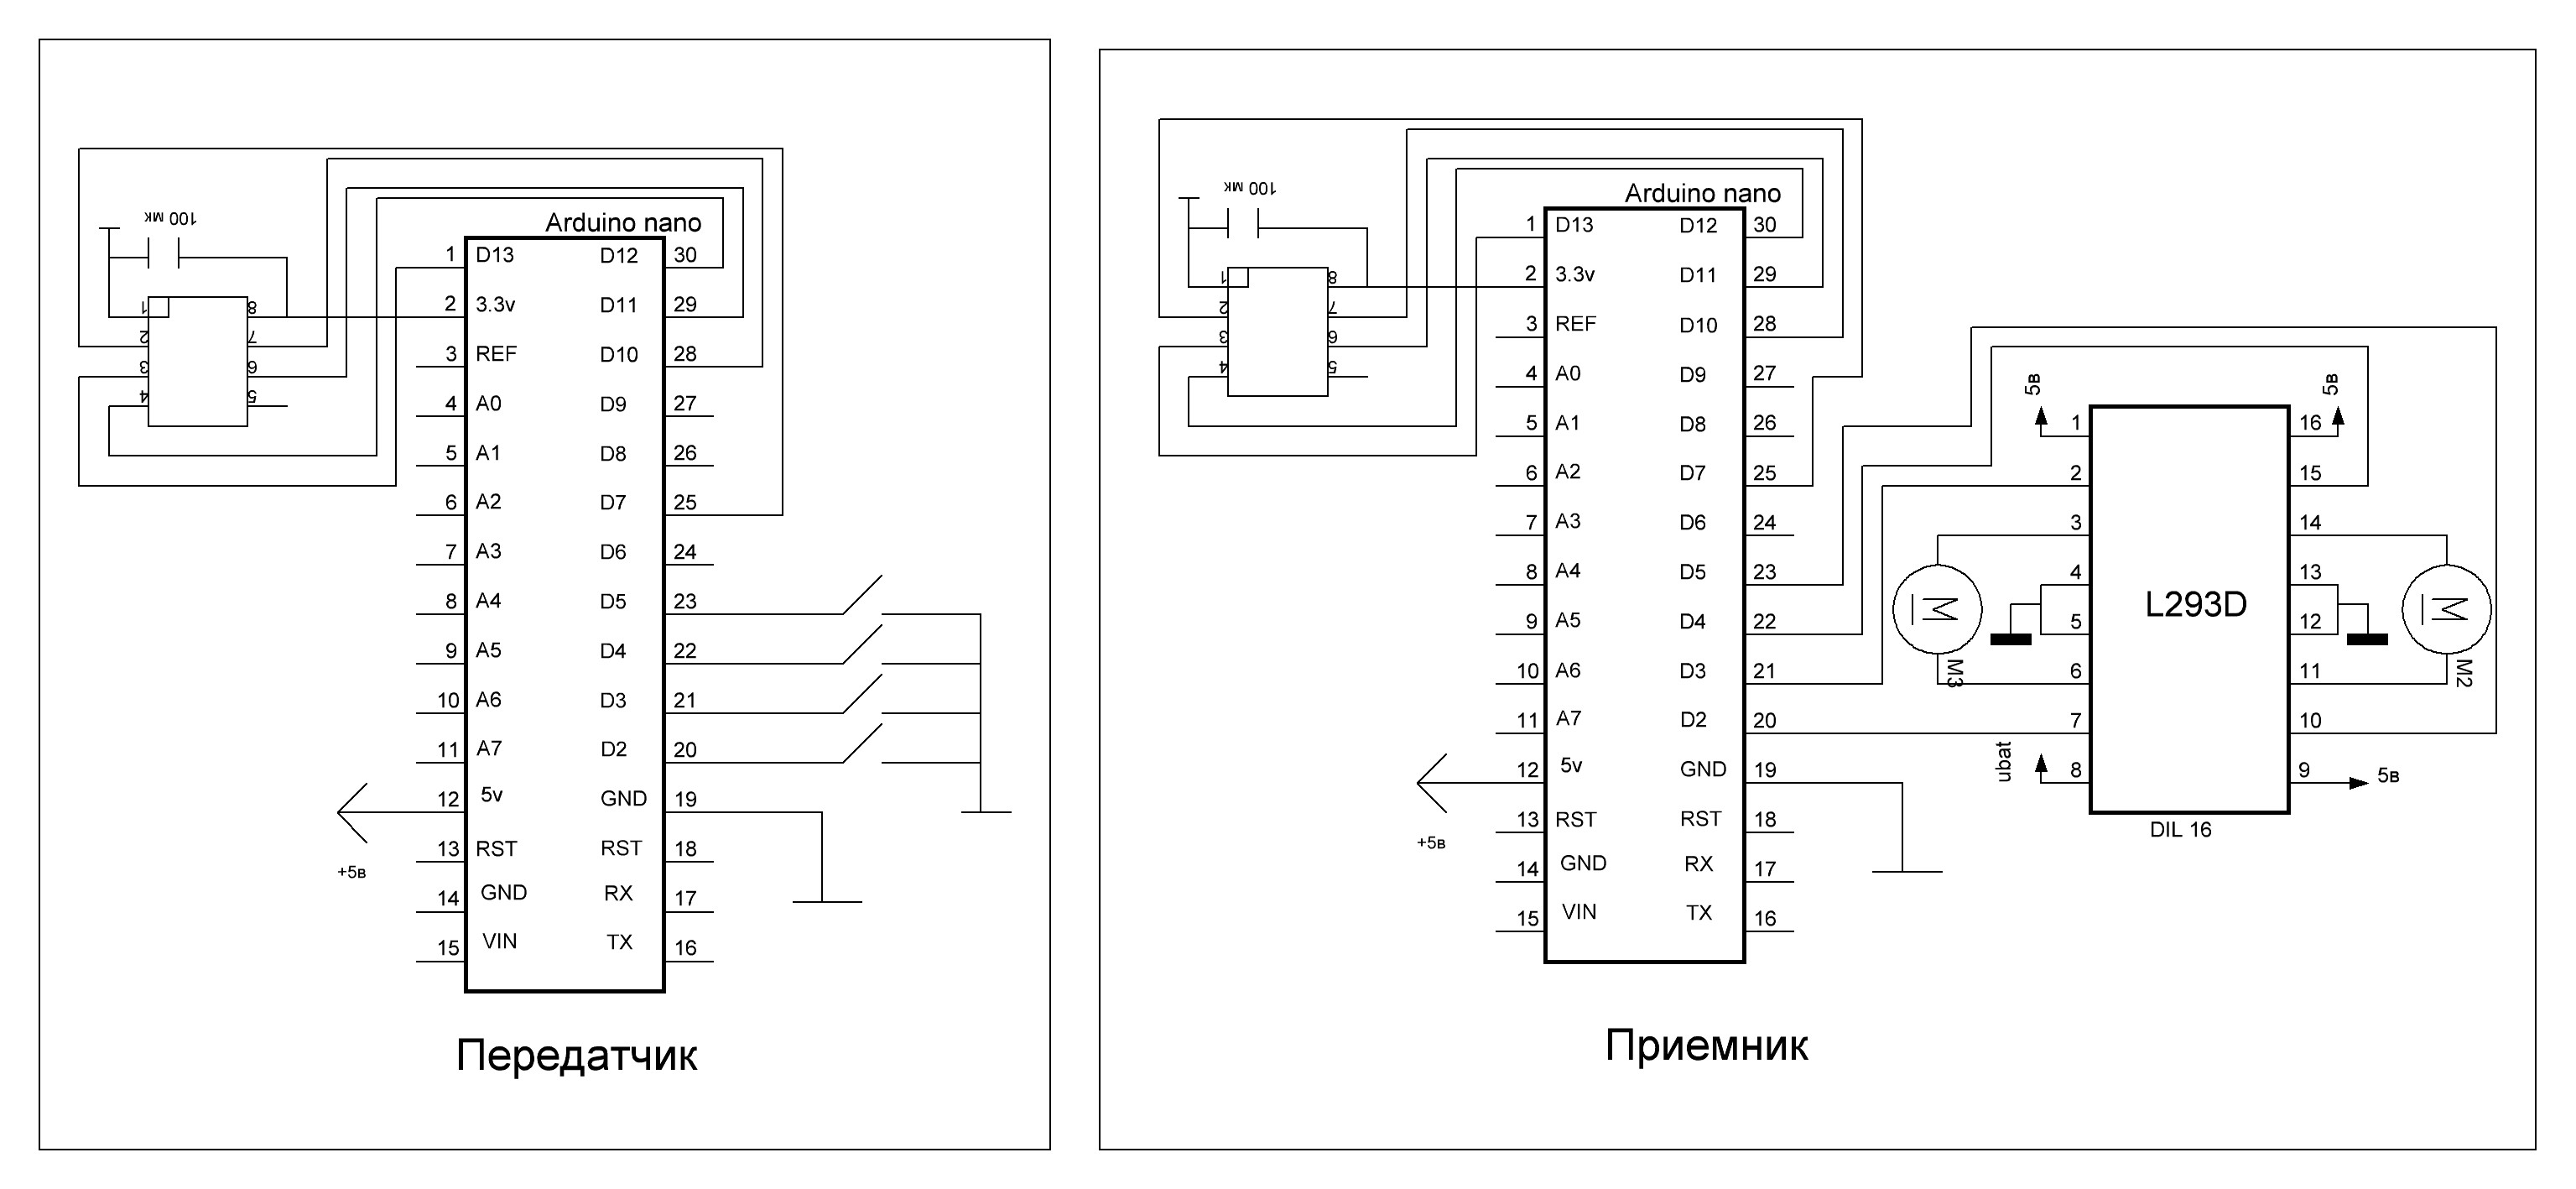 100 мк
Arduino nano
1 D13 D12 30
2 3.3v D11 29
3 REF D10 28
4 A0 D9 27
5 A1 D8 26
6 A2 D7 25
7 A3 D6 24
8 A4 D5 23
9 A5 D4 22
10 A6 D3 21
11 A7 D2 20
12 5v GND 19
13 RST RST 18
14 GND RX 17
15 VIN TX 16
1 8
2 7
3 6
4 5
+5в
Передатчик
100 мк
Arduino nano
1 D13 D12 30
2 3.3v D11 29
3 REF D10 28
4 A0 D9 27
5 A1 D8 26
6 A2 D7 25
7 A3 D6 24
8 A4 D5 23
9 A5 D4 22
10 A6 D3 21
11 A7 D2 20
12 5v GND 19
13 RST RST 18
14 GND RX 17
15 VIN TX 16
1 8
2 7
3 6
4 5
+5в
5в
5в
1 16
2 15
3 14
4 13
5 12
6 11
7 10
8 9
L293D
M
M3
M
M2
ubat
5в
DIL 16
Приемник